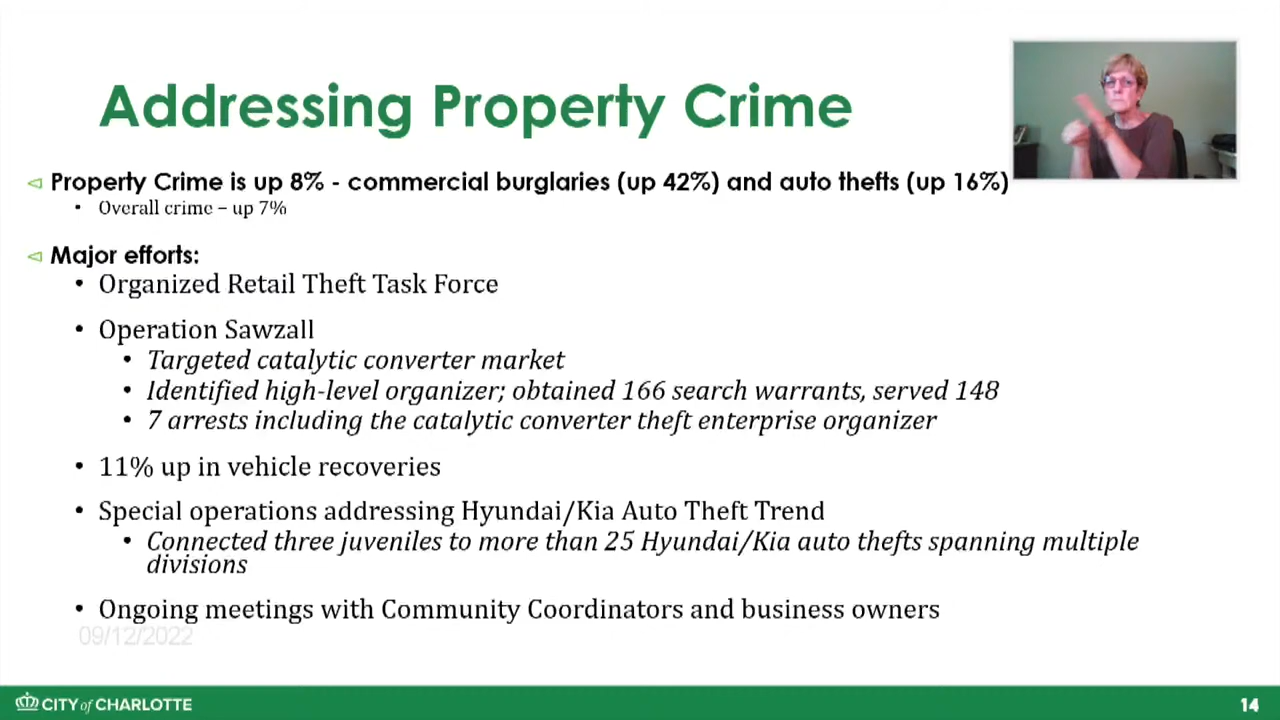 Addressing Property Crime
Property Crime is up 8% - commercial burglaries (up 42%) and auto thefts (up 16%)
• Overall crime – up 7%
Major efforts:
• Organized Retail Theft Task Force
• Operation Sawzall
• Targeted catalytic converter market
• Identified high-level organizer; obtained 166 search warrants, served 148
• 7 arrests including the catalytic converter theft enterprise organizer
• 11% up in vehicle recoveries
• Special operations addressing Hyundai/Kia Auto Theft Trend
• Connected three juveniles to more than 25 Hyundai/Kia auto thefts spanning multiple
divisions
• Ongoing meetings with Community Coordinators and business owners
09/12/2022
CITY of CHARLOTTE
14